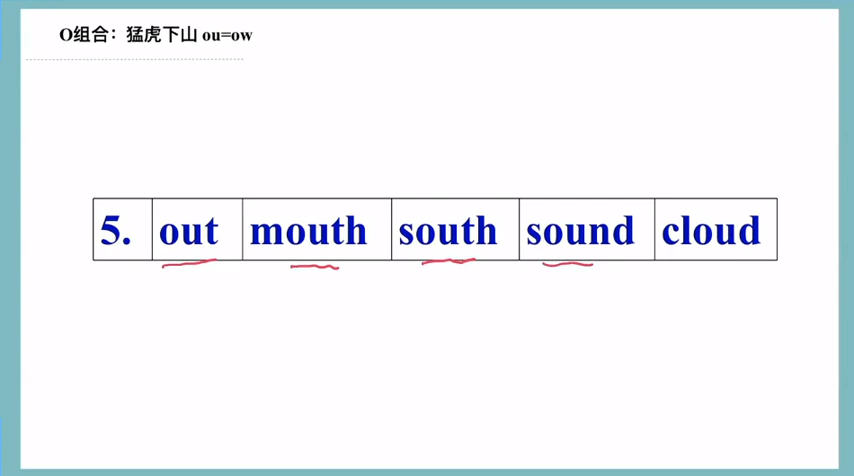 O组合：猛虎下山 ou=ow
5. out mouth south sound cloud